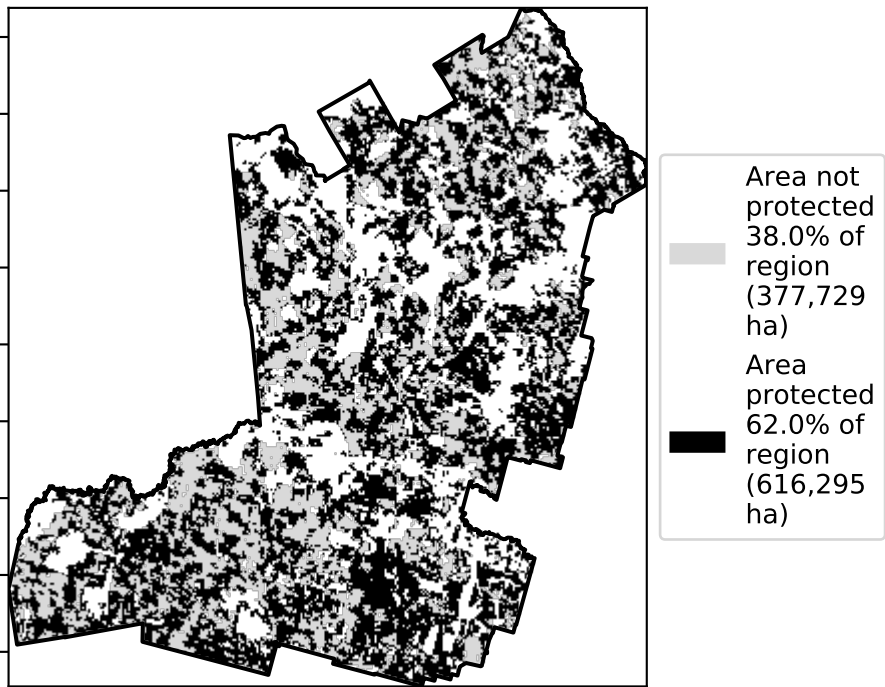 Area not
protected
38.0% of
region
(377,729
ha)
Area
protected
62.0% of
region
(616,295
ha)